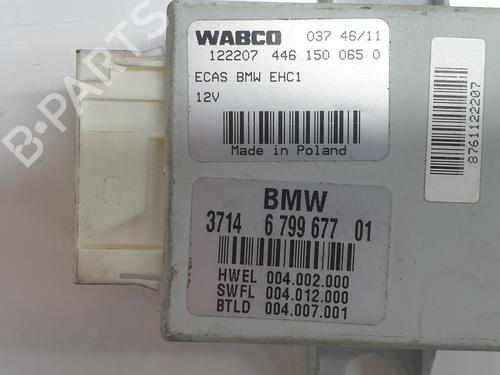 WABCO 037 46/11
122207 446 150 065 0
ECAS BMW EHC1
12V
Made in Poland
8761122207
BMW
3714 6 799 677 01
HWEL 004.002.000
SWFL 004.012.000
BTLD 004.007.001
B-PARTS